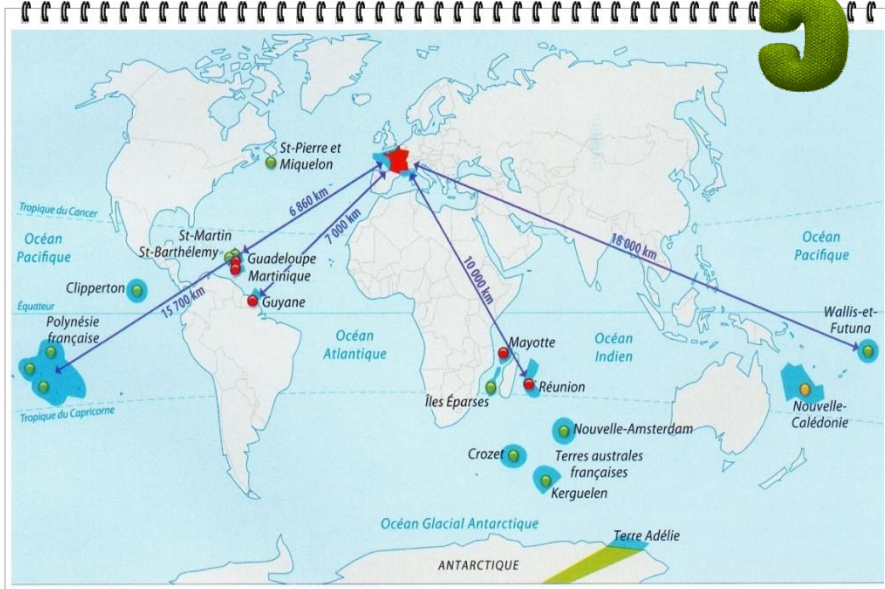 5
St-Pierre et
Miquelon
6 860 km
7 000 km
Tropique du Cancer
St-Martin
St-Barthélemy
Guadeloupe
Martinique
Océan
Pacifique
10 000 km
18 000 km
Océan
Pacifique
Clipperton
15 700 km
Guyane
Équateur
Polynésie
française
Océan
Atlantique
Mayotte
Océan
Indien
Wallis-et-
Futuna
Îles Éparses
Réunion
Tropique du Capricorne
Nouvelle-
Calédonie
Nouvelle-Amsterdam
Crozet
Terres australes
françaises
Kerguelen
Océan Glacial Antarctique
Terre Adélie
ANTARCTIQUE